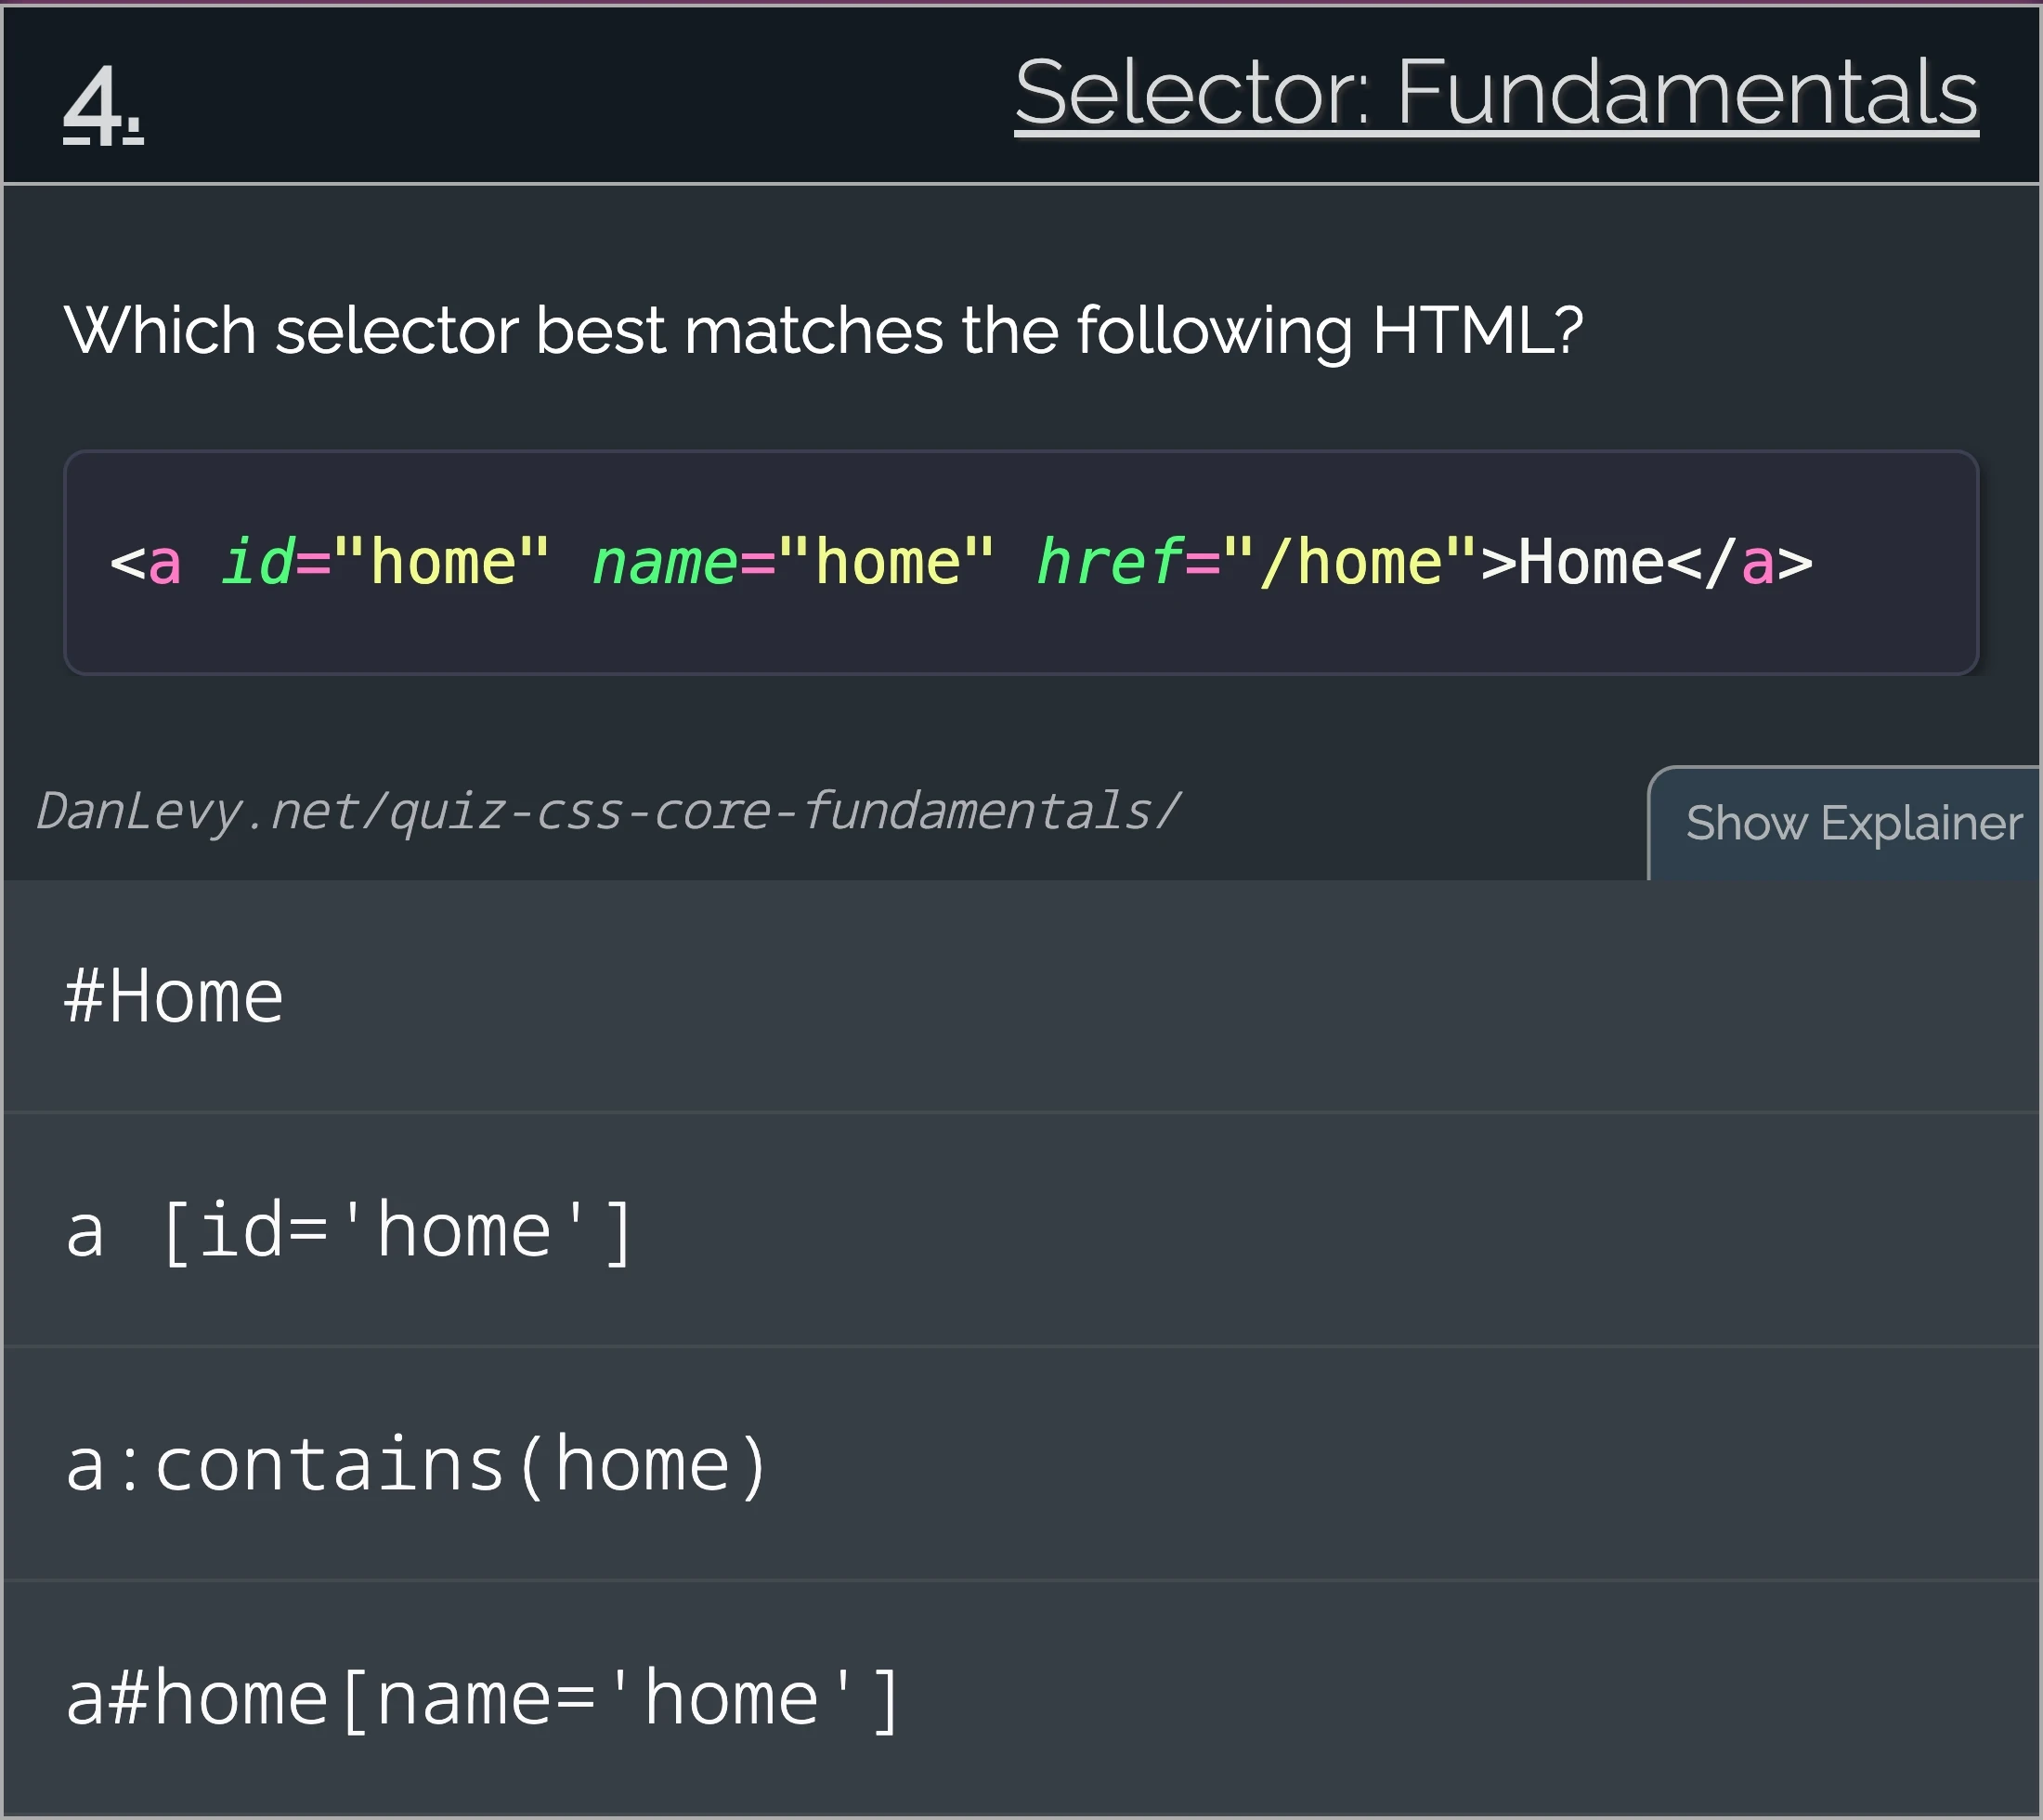 4.
Selector: Fundamentals
Which selector best matches the following HTML?
<a id="home" name="home" href="/home">Home</a>
DanLevy.net/quiz-css-core-fundamentals/
Show Explainer
#Home
a [id='home']
a:contains(home)
a#home[name='home']